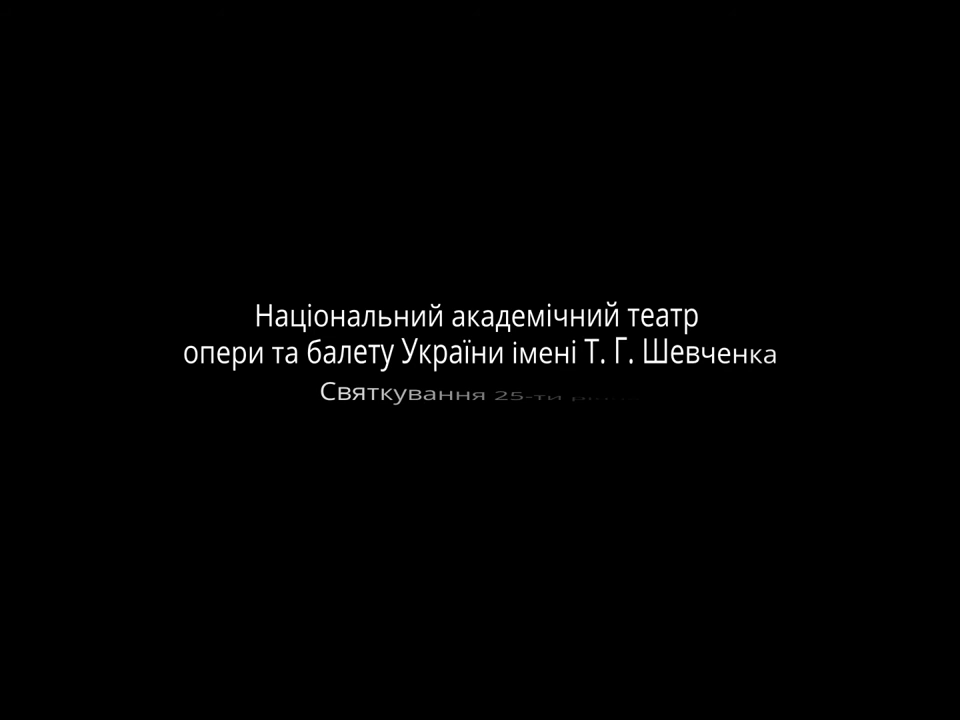 Національний академічний театр
опери та балету України імені Т. Г. Шевченка
Святкування 25-ти